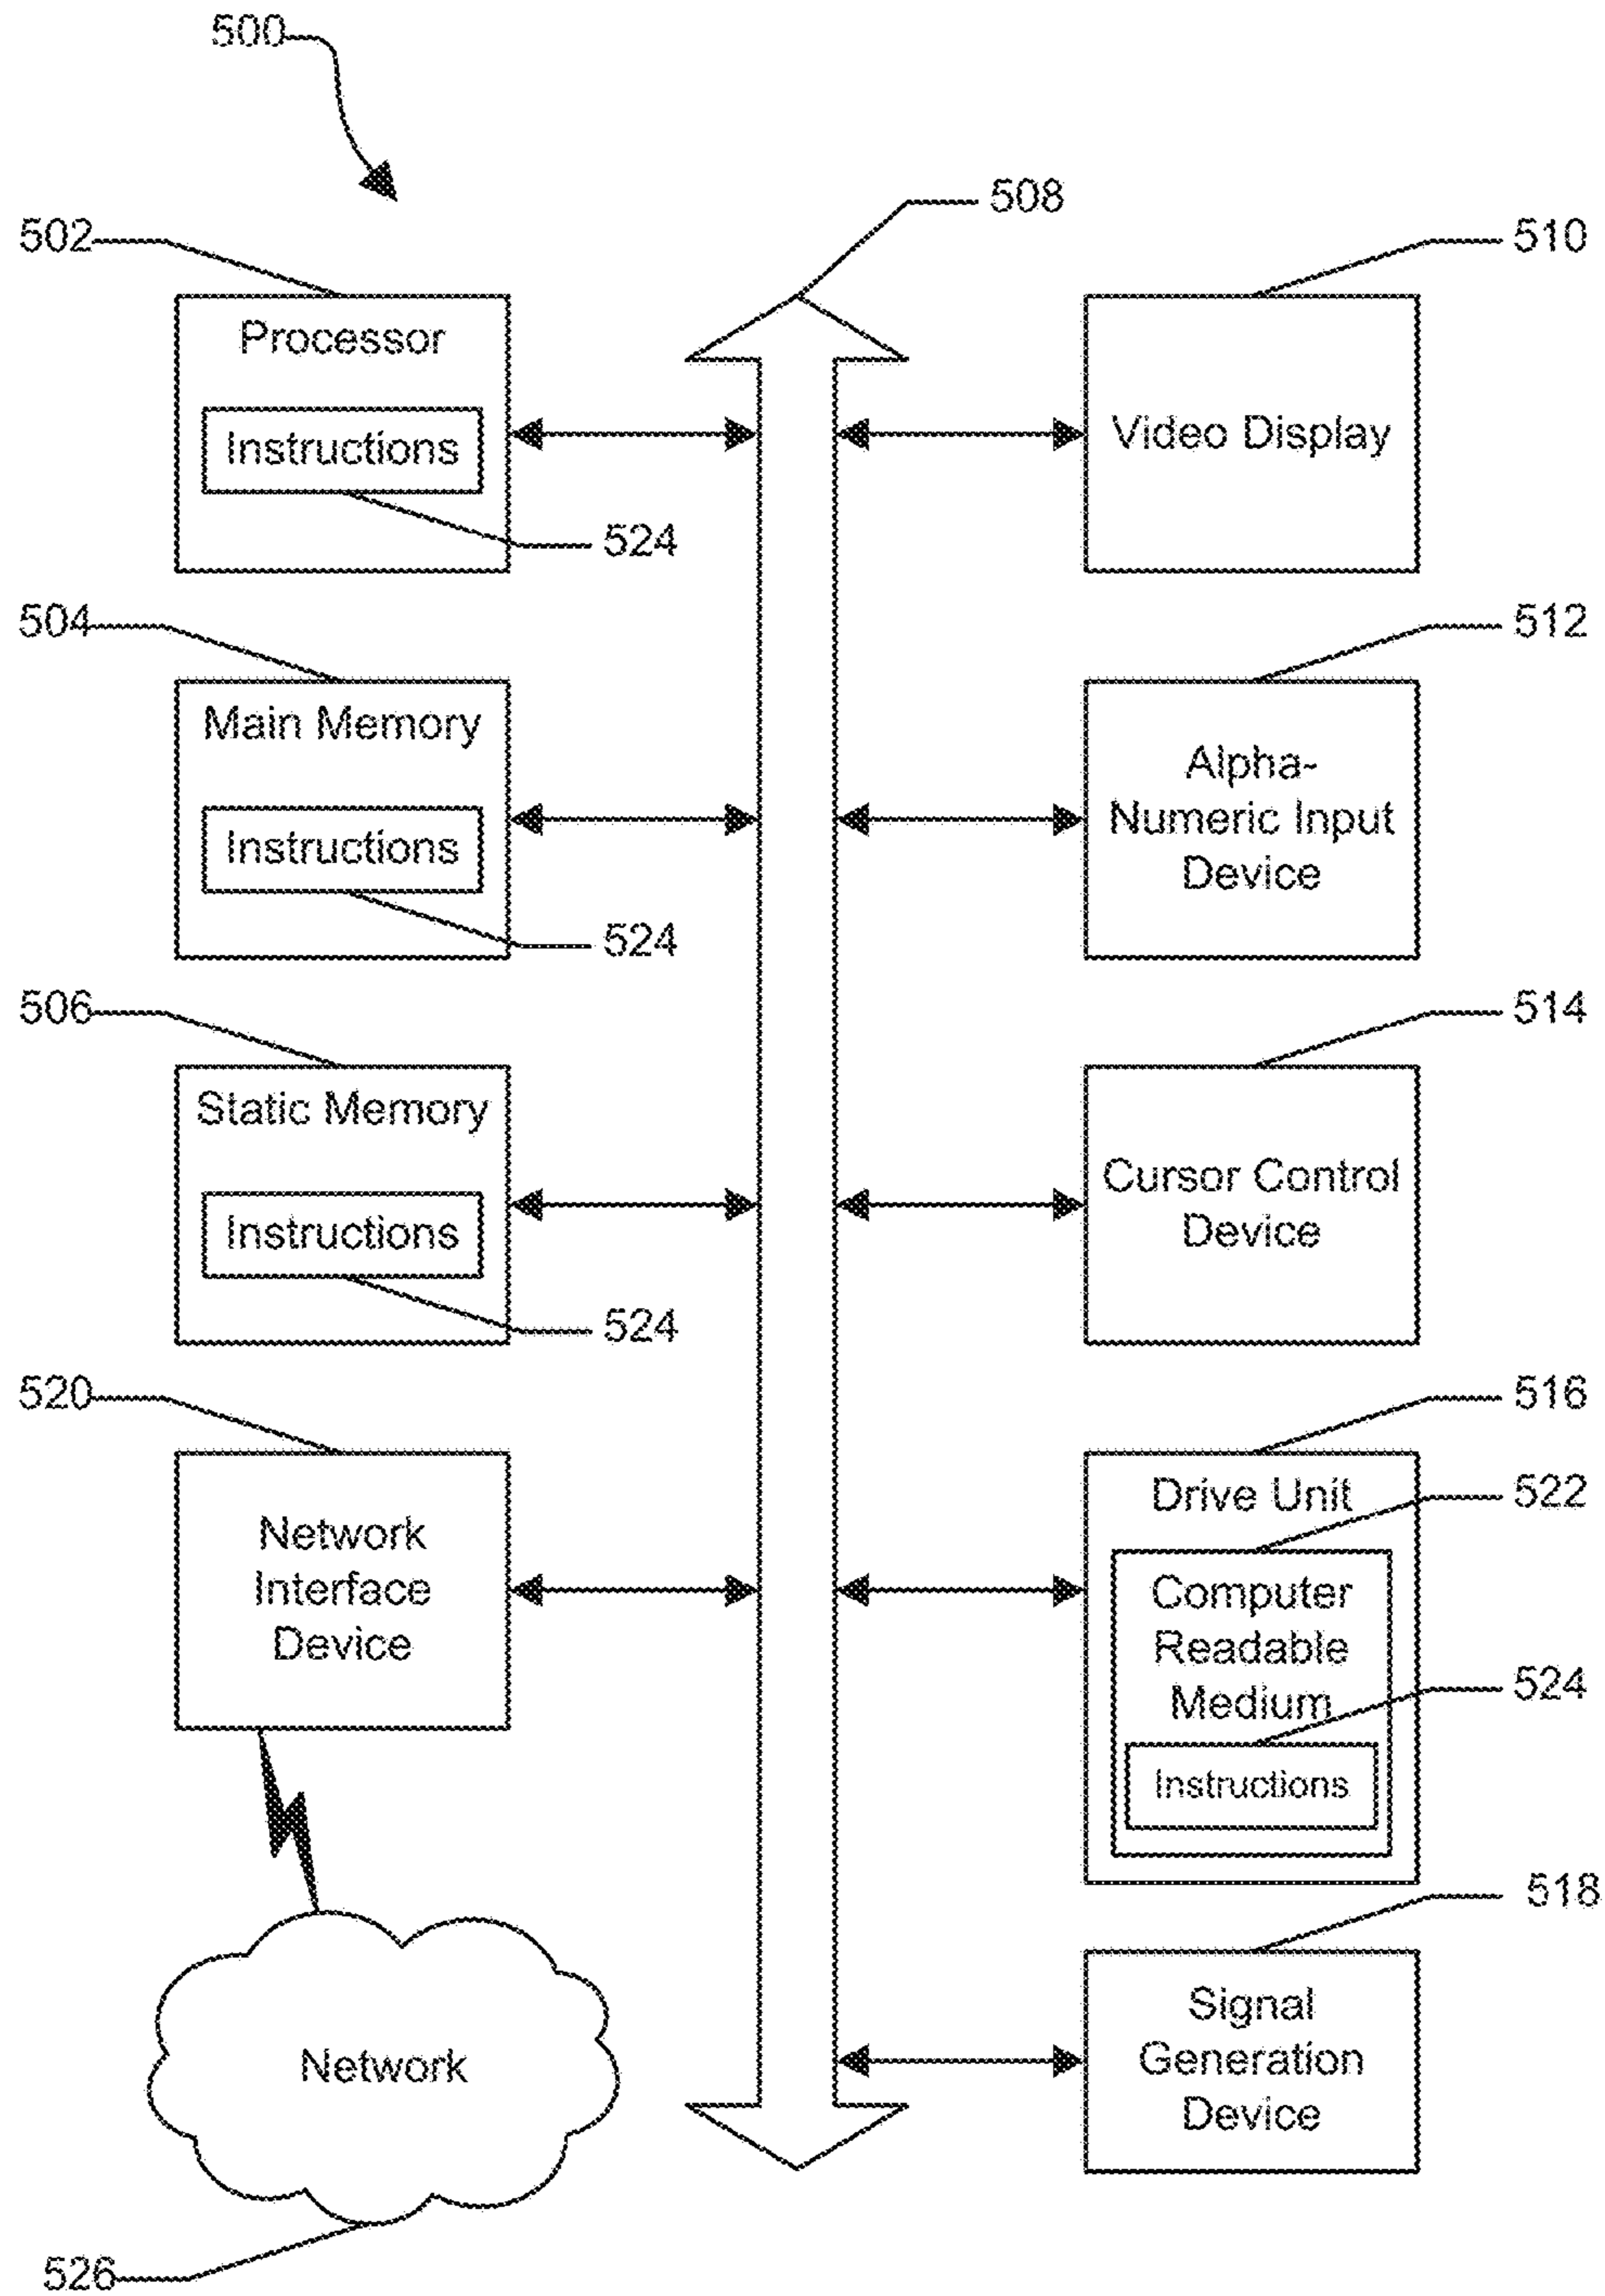 500
508
502
510
Processor
Instructions
524
Video Display
504
512
Main Memory
Instructions
524
Alpha-
Numeric Input
Device
506
514
Static Memory
Instructions
524
Cursor Control
Device
520
516
Network
Interface
Device
Drive Unit
522
Computer
Readable
Medium
524
Instructions
518
Signal
Generation
Device
Network
526